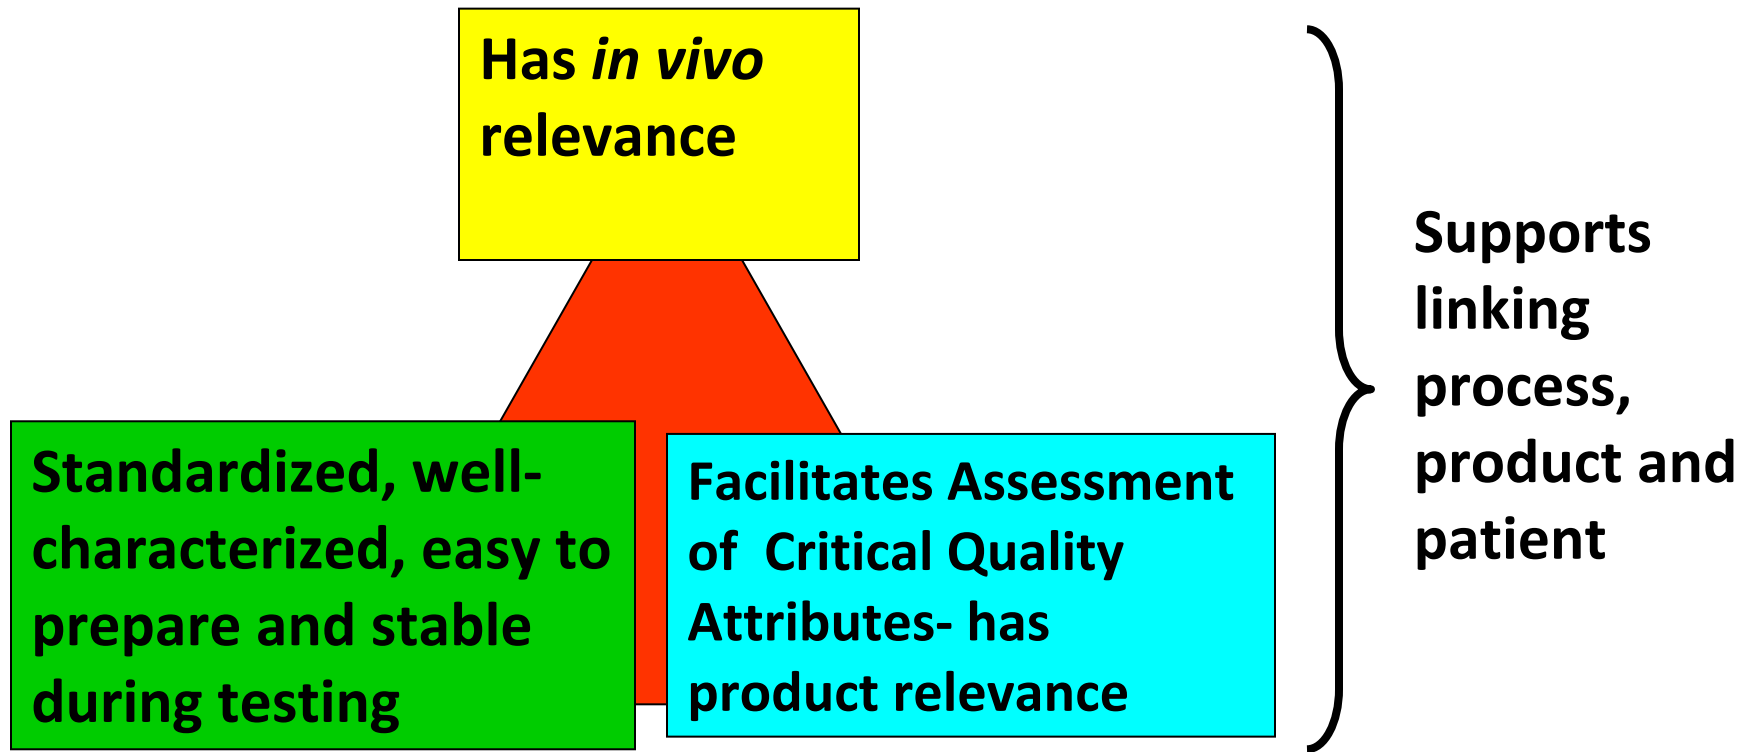 Has in vivo
relevance
Standardized, well-
characterized, easy to
prepare and stable
during testing
Facilitates Assessment
of  Critical Quality
Attributes- has
product relevance
Supports
linking
process,
product and
patient